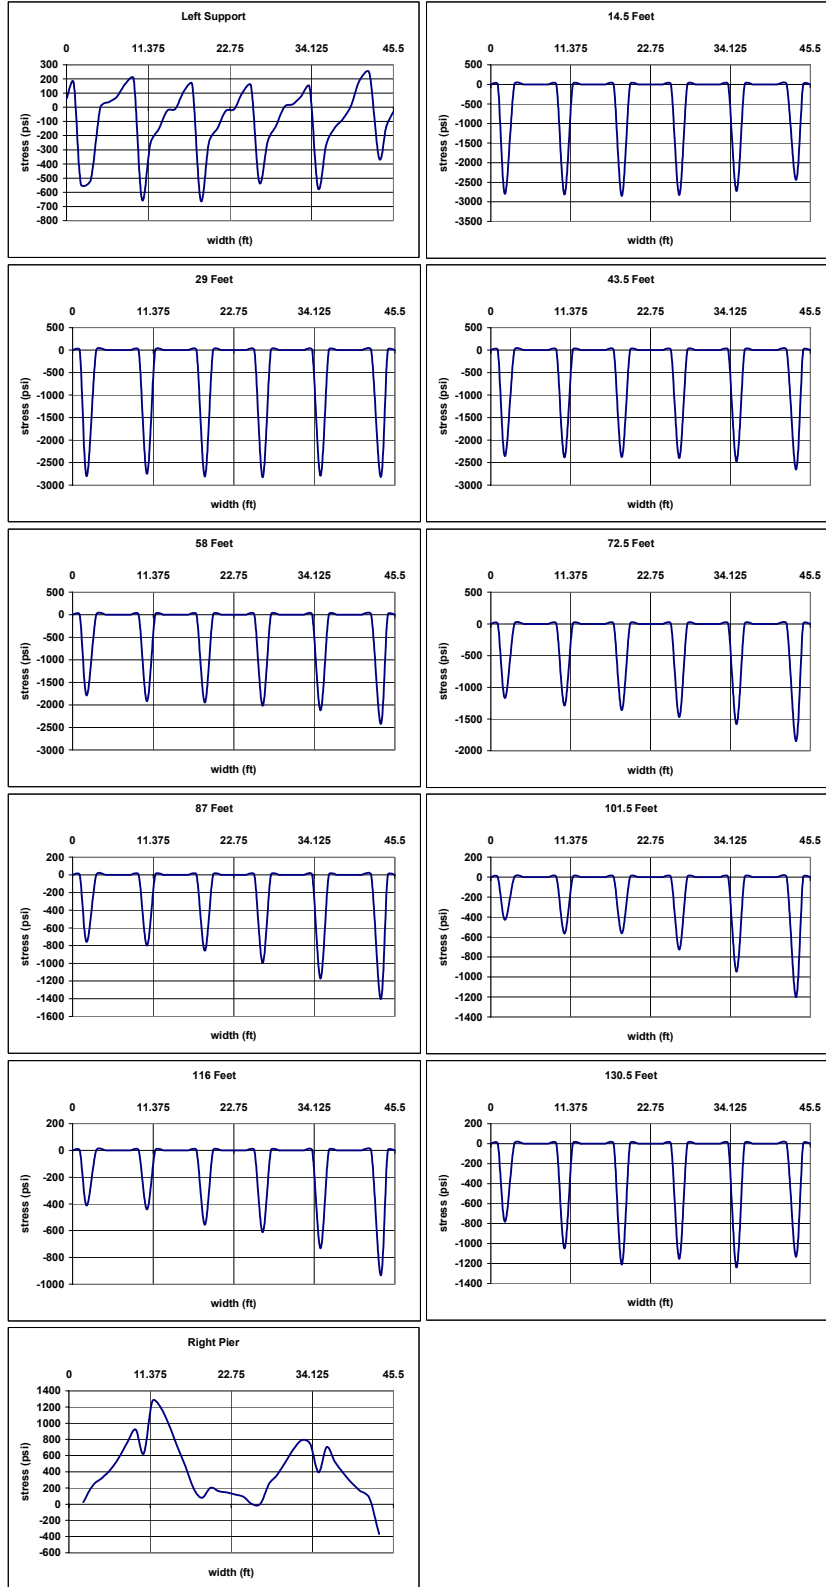 Left Support
0 11.375 22.75 34.125 45.5
300
200
100
0
-100
-200
-300
-400
-500
-600
-700
-800
stress (psi)
width (ft)
14.5 Feet
0 11.375 22.75 34.125 45.5
500
0
-500
-1000
-1500
-2000
-2500
-3000
-3500
stress (psi)
width (ft)
29 Feet
0 11.375 22.75 34.125 45.5
500
0
-500
-1000
-1500
-2000
-2500
-3000
stress (psi)
width (ft)
43.5 Feet
0 11.375 22.75 34.125 45.5
500
0
-500
-1000
-1500
-2000
-2500
-3000
stress (psi)
width (ft)
58 Feet
0 11.375 22.75 34.125 45.5
500
0
-500
-1000
-1500
-2000
-2500
-3000
stress (psi)
width (ft)
72.5 Feet
0 11.375 22.75 34.125 45.5
500
0
-500
-1000
-1500
-2000
stress (psi)
width (ft)
87 Feet
0 11.375 22.75 34.125 45.5
200
0
-200
-400
-600
-800
-1000
-1200
-1400
-1600
stress (psi)
width (ft)
101.5 Feet
0 11.375 22.75 34.125 45.5
200
0
-200
-400
-600
-800
-1000
-1200
-1400
stress (psi)
width (ft)
116 Feet
0 11.375 22.75 34.125 45.5
200
0
-200
-400
-600
-800
-1000
stress (psi)
width (ft)
130.5 Feet
0 11.375 22.75 34.125 45.5
200
0
-200
-400
-600
-800
-1000
-1200
-1400
stress (psi)
width (ft)
Right Pier
0 11.375 22.75 34.125 45.5
1400
1200
1000
800
600
400
200
0
-200
-400
-600
stress (psi)
width (ft)